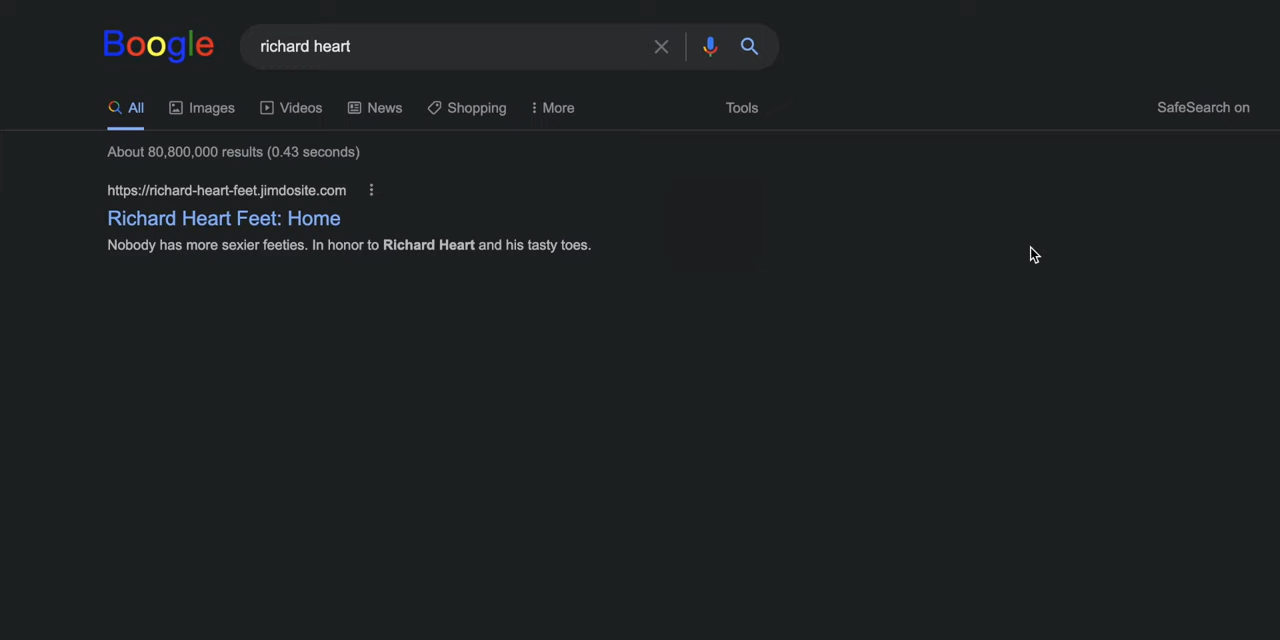 Boogle richard heart
All Images Videos News Shopping More Tools SafeSearch on
About 80,800,000 results (0.43 seconds)
https://richard-heart-feet.jimdosite.com
Richard Heart Feet: Home
Nobody has more sexier feeties. In honor to Richard Heart and his tasty toes.